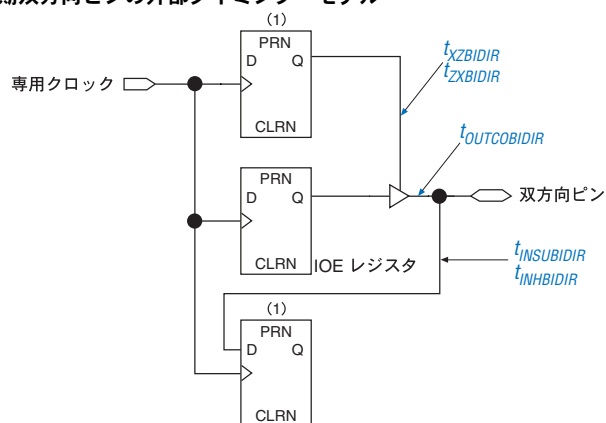 (1)
PRN
D Q
CLRN
専用クロック
tXZBIDIR
tZXBIDIR
tOUTCOBIDIR
PRN
D Q
CLRN
IOE レジスタ
双方向ピン
tINSUBIDIR
tINHBIDIR
(1)
PRN
D Q
CLRN